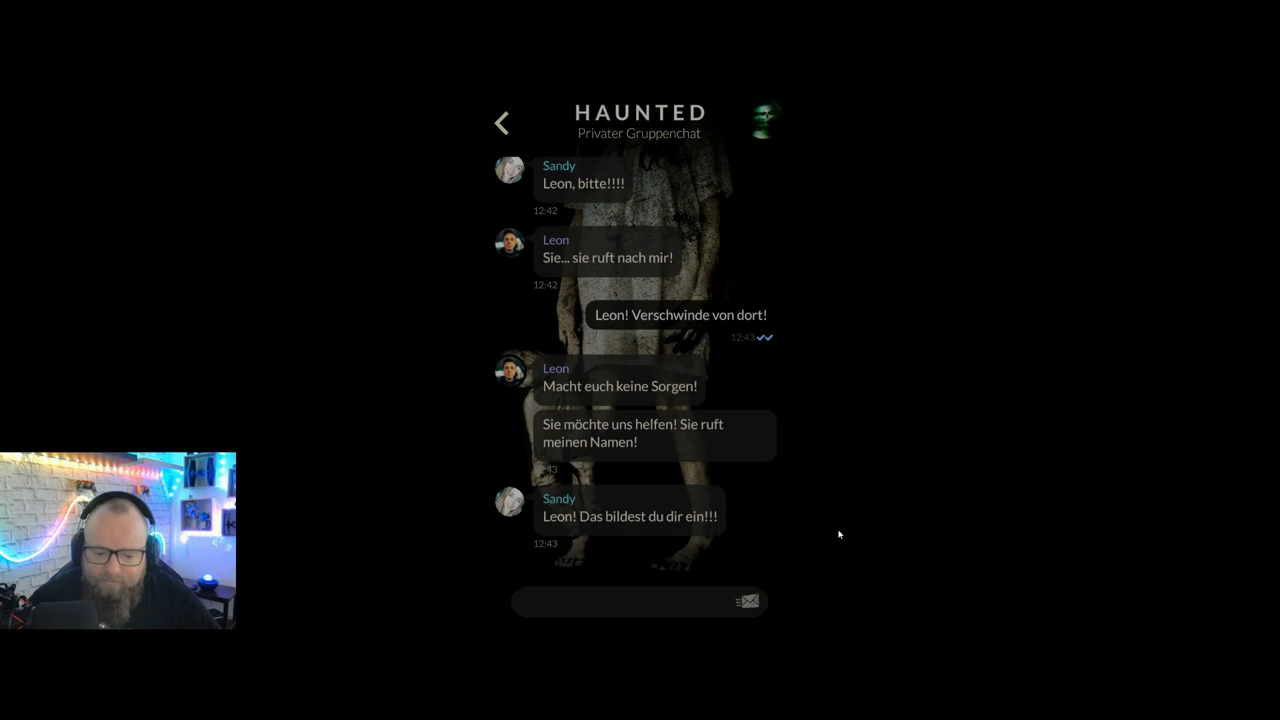 HAUNTED
Privater Gruppenchat
Sandy
Leon, bitte!!!!
12:42
Leon
Sie... sie ruft nach mir!
12:42
Leon! Verschwinde von dort!
12:43
Leon
Macht euch keine Sorgen!
Sie möchte uns helfen! Sie ruft
meinen Namen!
:43
Sandy
Leon! Das bildest du dir ein!!!
12:43